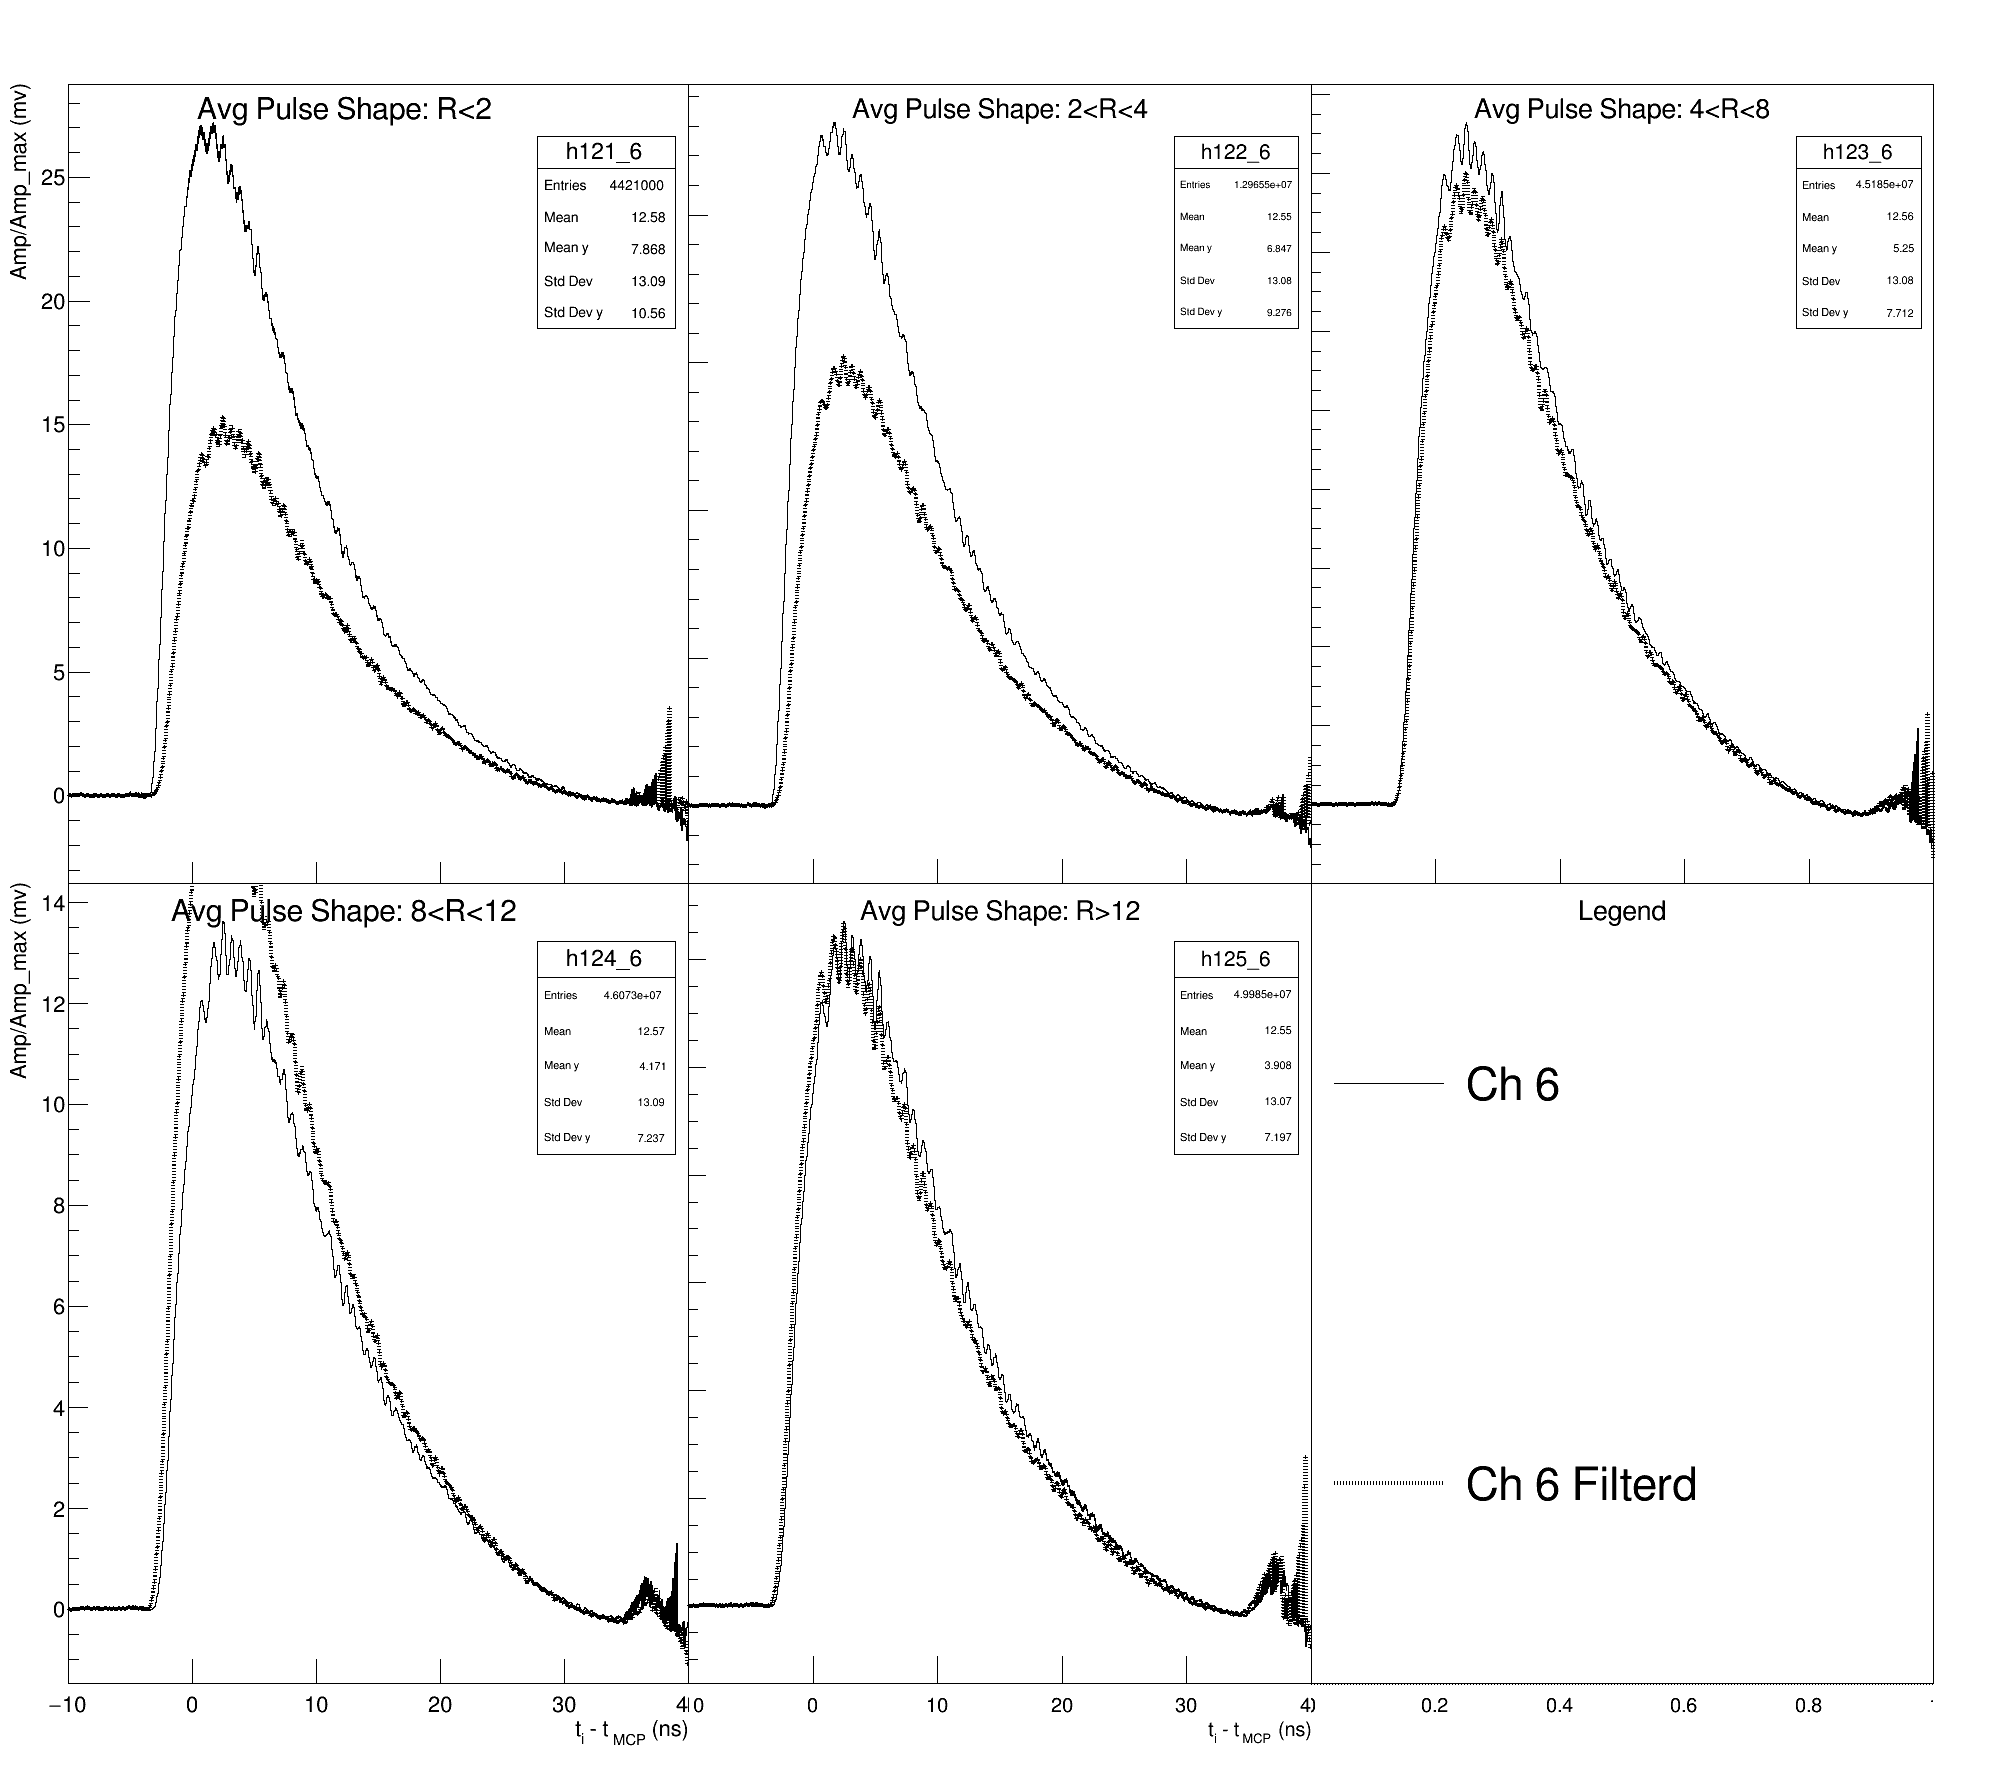 Avg Pulse Shape: R<2
Amp/Amp_max (mv)
25
20
15
10
5
0
h121_6
Entries 4421000
Mean 12.58
Mean y 7.868
Std Dev 13.09
Std Dev y 10.56
Avg Pulse Shape: 2<R<4
h122_6
Entries 1.29655e+07
Mean 12.55
Mean y 6.847
Std Dev 13.08
Std Dev y 9.276
Avg Pulse Shape: 4<R<8
h123_6
Entries 4.5185e+07
Mean 12.56
Mean y 5.25
Std Dev 13.08
Std Dev y 7.712
Avg Pulse Shape: 8<R<12
Amp/Amp_max (mv)
14
12
10
8
6
4
2
0
h124_6
Entries 4.6073e+07
Mean 12.57
Mean y 4.171
Std Dev 13.09
Std Dev y 7.237
−10 0 10 20 30 40
t_i - t_MCP (ns)
Avg Pulse Shape: R>12
h125_6
Entries 4.9985e+07
Mean 12.55
Mean y 3.908
Std Dev 13.07
Std Dev y 7.197
0 10 20 30
t_i - t_MCP (ns)
Legend
Ch 6
Ch 6 Filterd
0.2 0.4 0.6 0.8